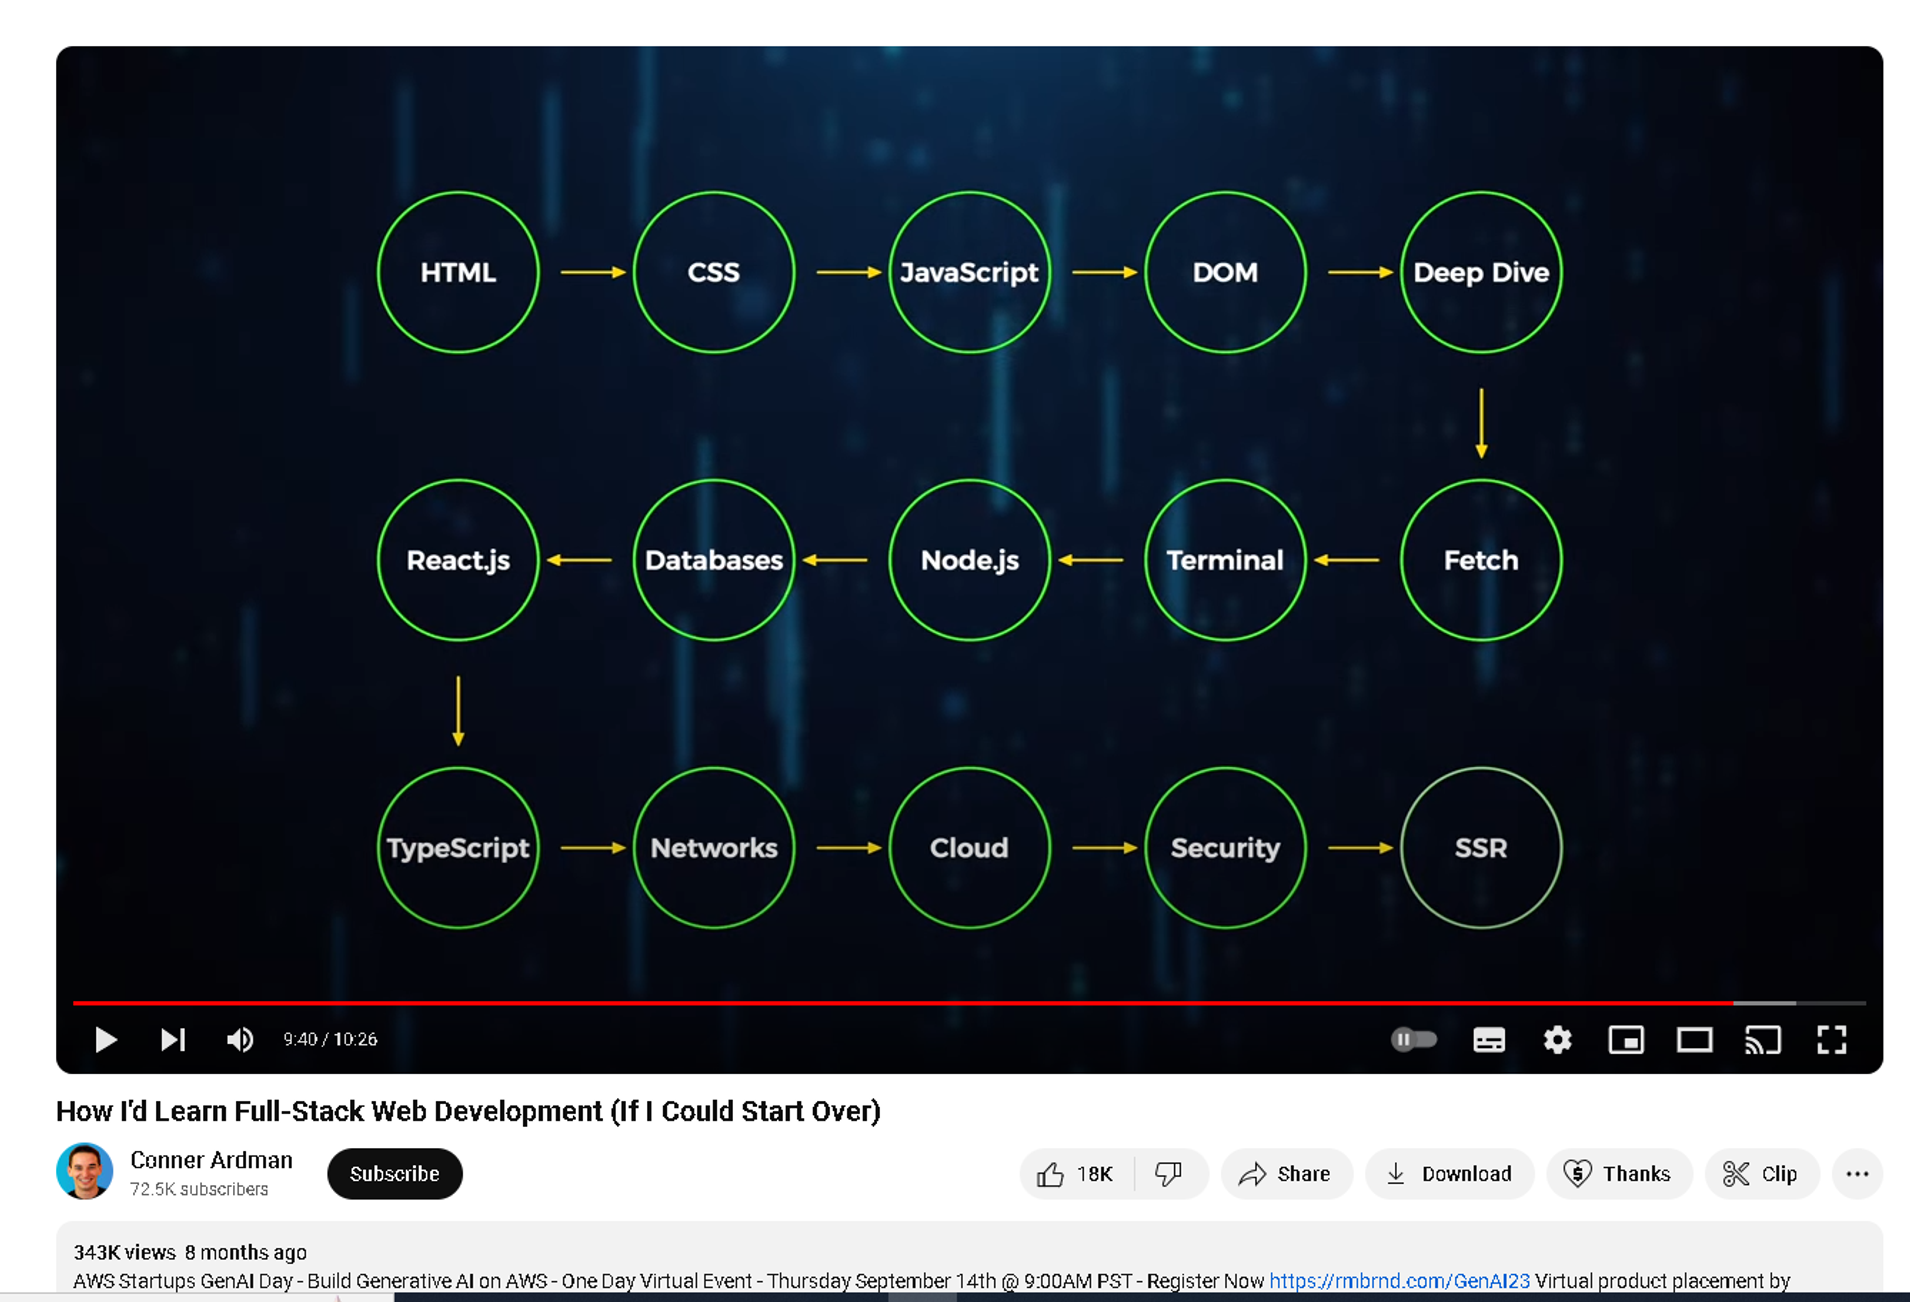 HTML CSS JavaScript DOM Deep Dive
React.js Databases Node.js Terminal Fetch
TypeScript Networks Cloud Security SSR
9:40 / 10:26
How I'd Learn Full-Stack Web Development (If I Could Start Over)
Conner Ardman
72.5K subscribers
Subscribe
18K Share Download Thanks Clip
343K views 8 months ago
AWS Startups GenAI Day - Build Generative AI on AWS - One Day Virtual Event - Thursday September 14th @ 9:00AM PST - Register Now https://rmbrnd.com/GenAI23 Virtual product placement by